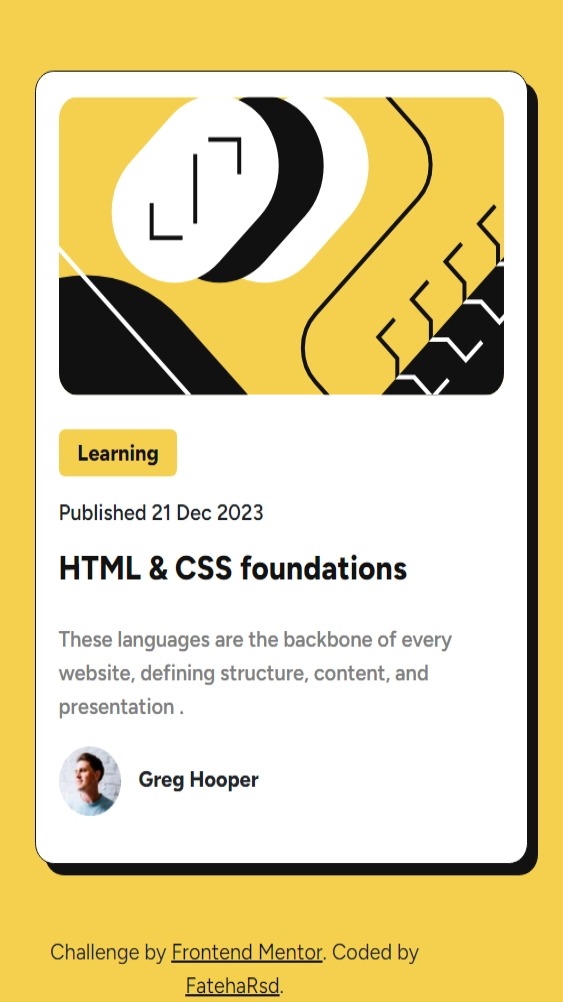 Learning
Published 21 Dec 2023
HTML & CSS foundations
These languages are the backbone of every
website, defining structure, content, and
presentation .
Greg Hooper
Challenge by Frontend Mentor. Coded by
FatehaRsd.